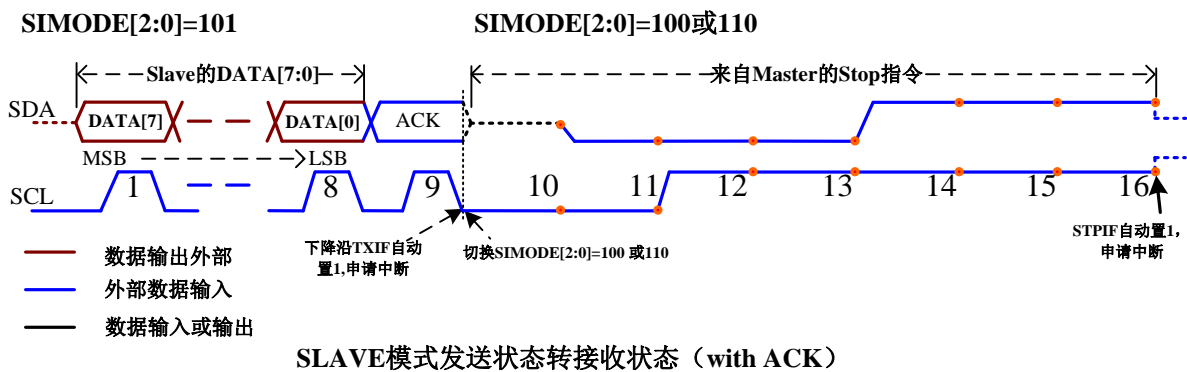 SIMODE[2:0]=101
SIMODE[2:0]=100或110
Slave的DATA[7:0]
来自Master的Stop指令
SDA
DATA[7]
DATA[0]
ACK
MSB
LSB
SCL
1
8
9
10
11
12
13
14
15
16
下降沿TXIF自动
置1,申请中断
切换SIMODE[2:0]=100 或110
STPIF自动置1，
申请中断
数据输出外部
外部数据输入
数据输入或输出
SLAVE模式发送状态转接收状态（with ACK）